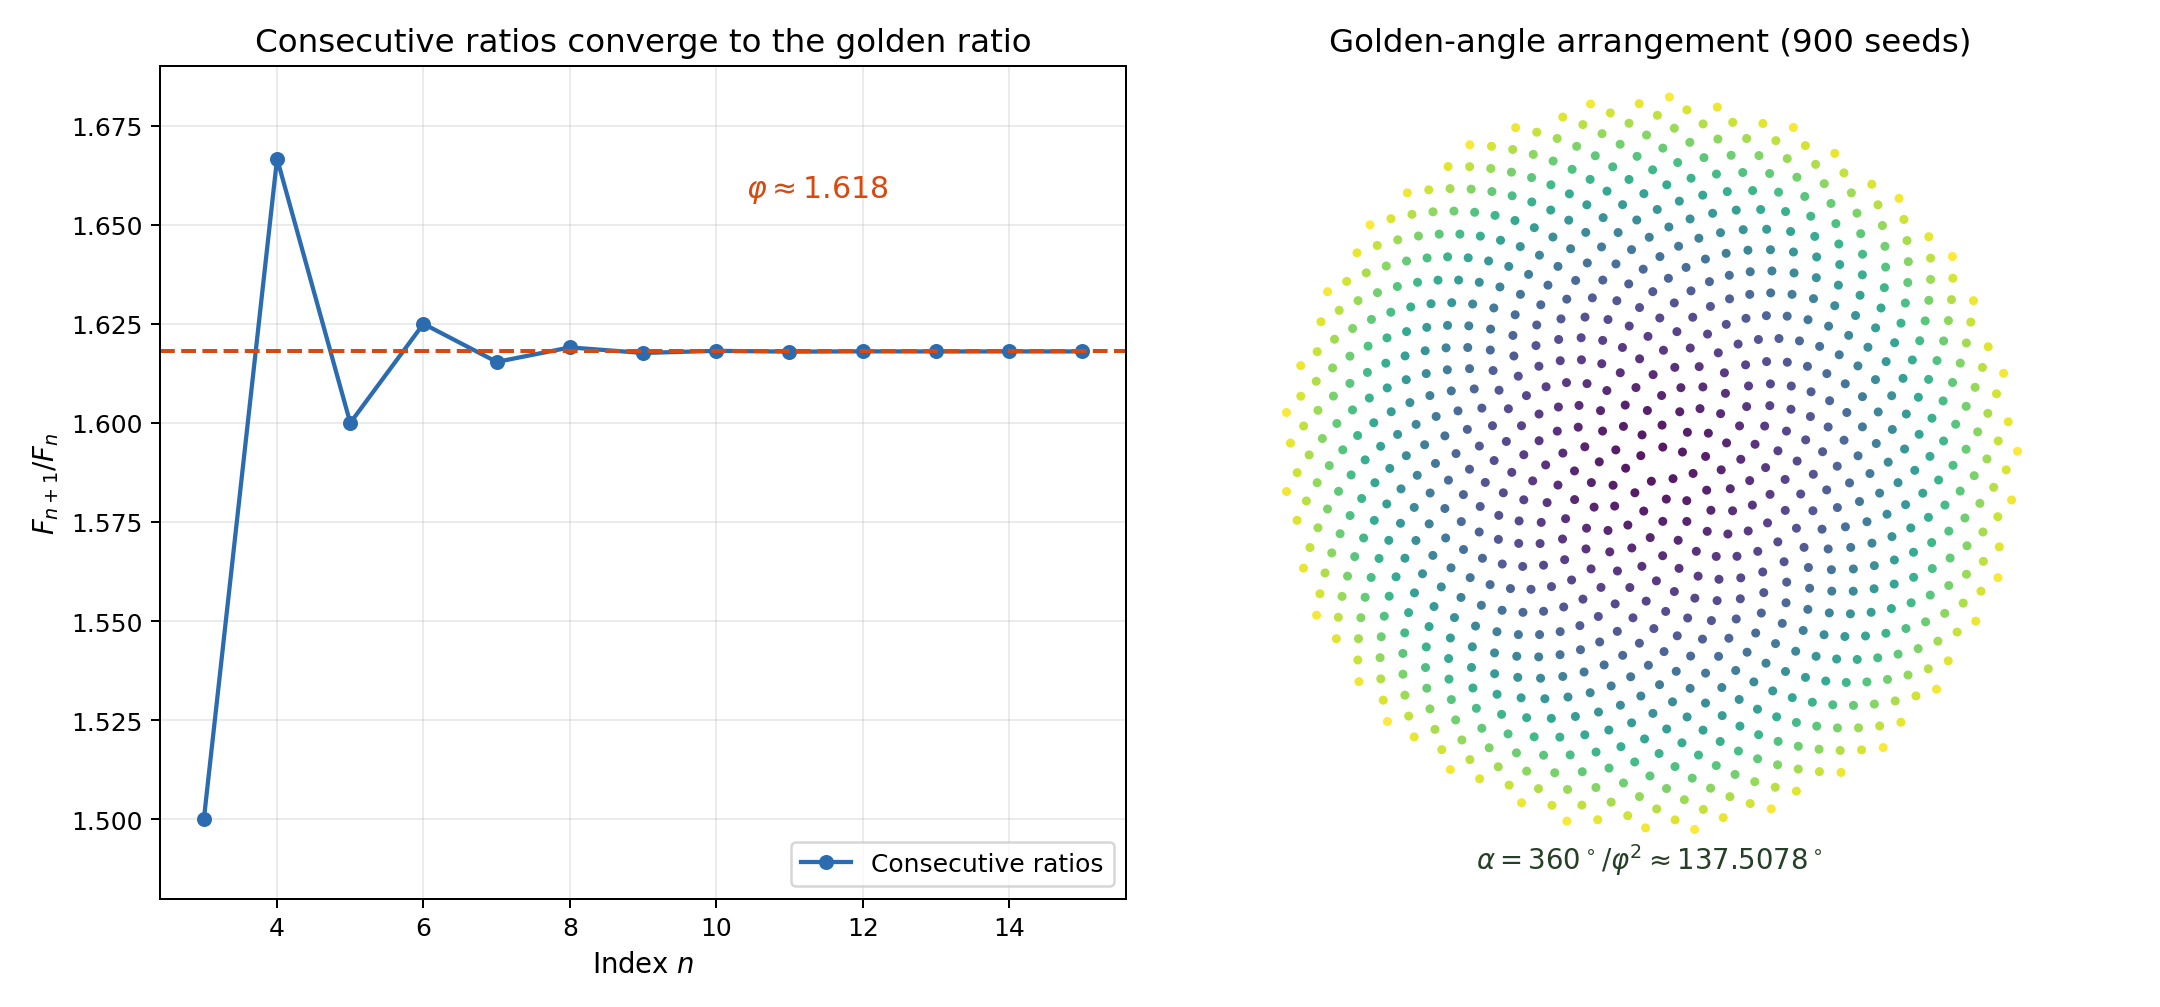 Consecutive ratios converge to the golden ratio
1.675
1.650
1.625
1.600
1.575
1.550
1.525
1.500
Fₙ₊₁/Fₙ
φ ≈ 1.618
Consecutive ratios
4 6 8 10 12 14
Index n
Golden-angle arrangement (900 seeds)
α = 360°/φ² ≈ 137.5078°